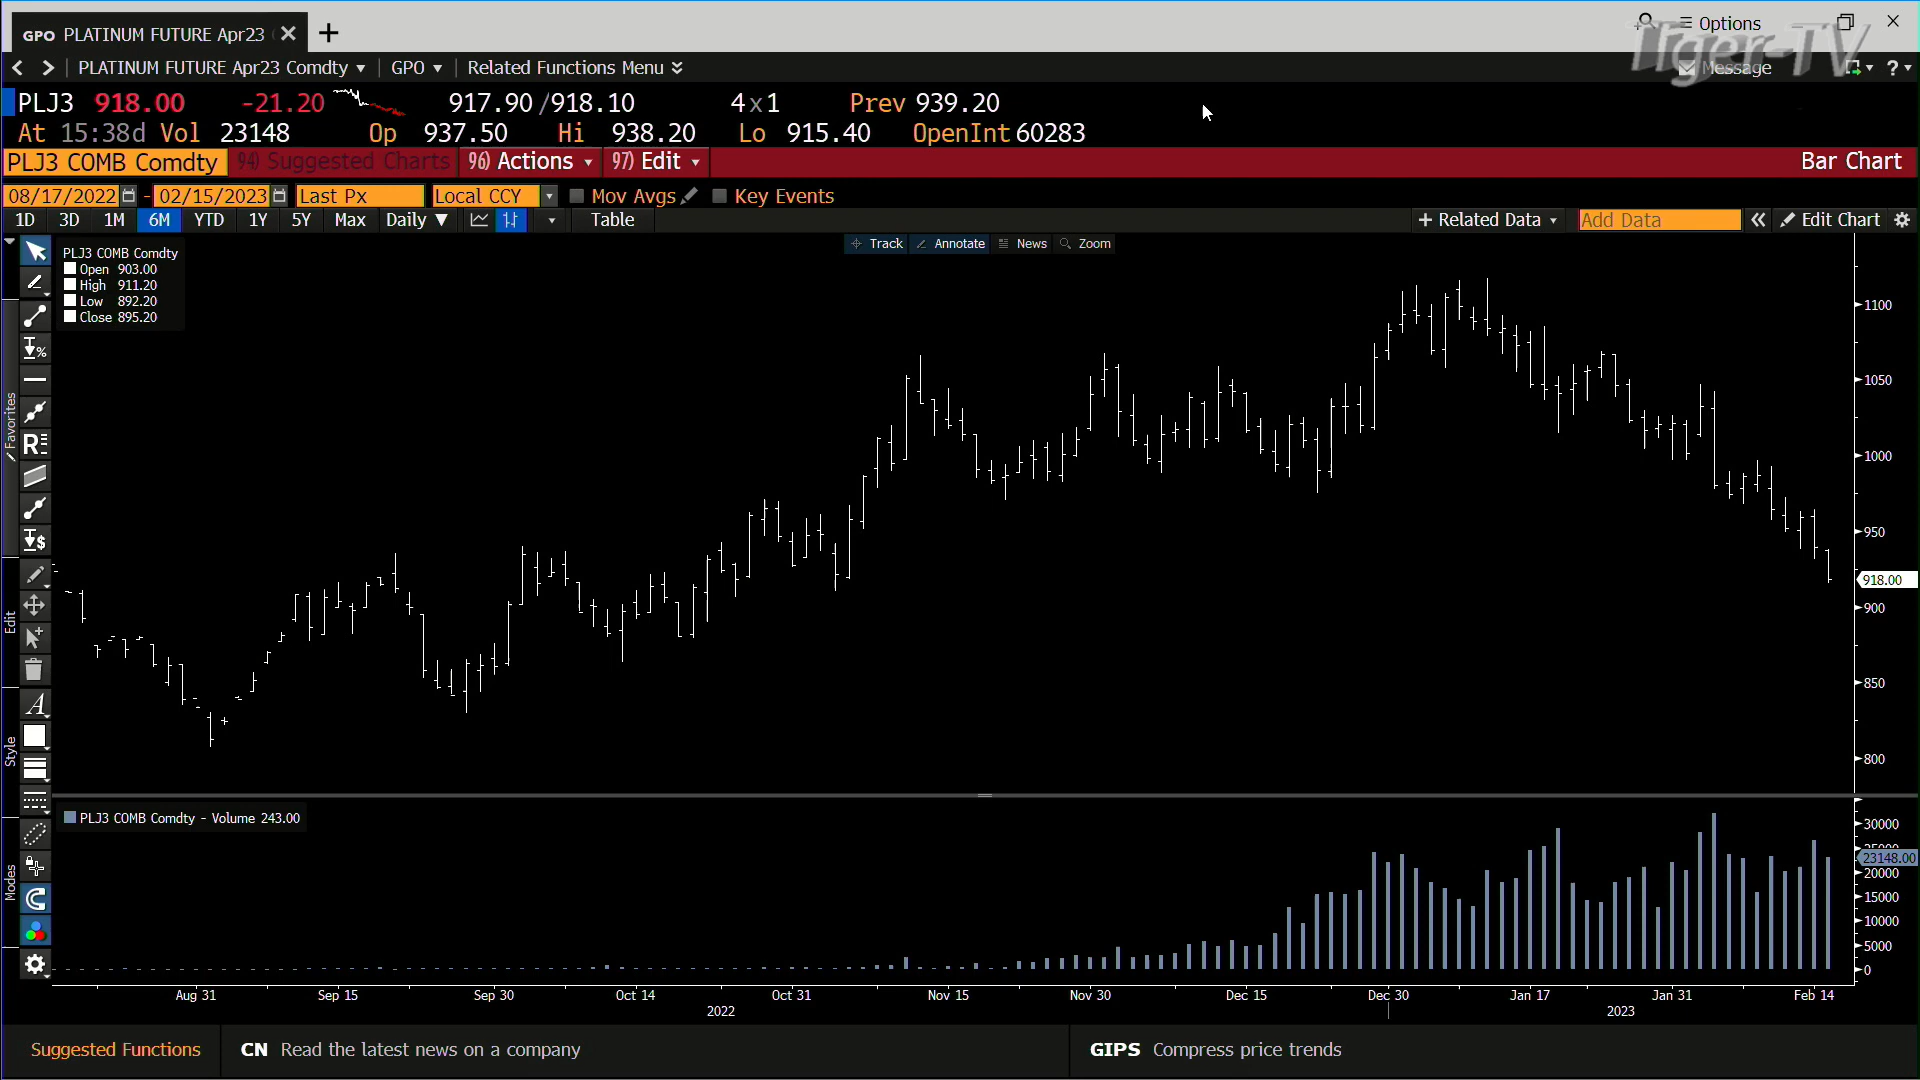 GPO PLATINUM FUTURE Apr23
Options
Tiger-TV
PLATINUM FUTURE Apr23 Comdty GPO Related Functions Menu
Message ?
PLJ3 918.00 -21.20 917.90 /918.10 4x1 Prev 939.20
At 15:38d Vol 23148 Op 937.50 Hi 938.20 Lo 915.40 OpenInt 60283
PLJ3 COMB Comdty 94) Suggested Charts 96) Actions 97) Edit Bar Chart
08/17/2022 - 02/15/2023 Last Px Local CCY Mov Avgs Key Events
1D 3D 1M 6M YTD 1Y 5Y Max Daily ▼ Table + Related Data Add Data « Edit Chart
Track Annotate News Zoom
PLJ3 COMB Comdty
Open 903.00
High 911.20
Low 892.20
Close 895.20
Favorites
Edit
Style
Modes
1100
1050
1000
950
918.00
900
850
800
PLJ3 COMB Comdty - Volume 243.00
30000
25000
23148.00
20000
15000
10000
5000
0
Aug 31 Sep 15 Sep 30 Oct 14 Oct 31 Nov 15 Nov 30 Dec 15 Dec 30 Jan 17 Jan 31 Feb 14
2022 2023
Suggested Functions CN Read the latest news on a company GIPS Compress price trends